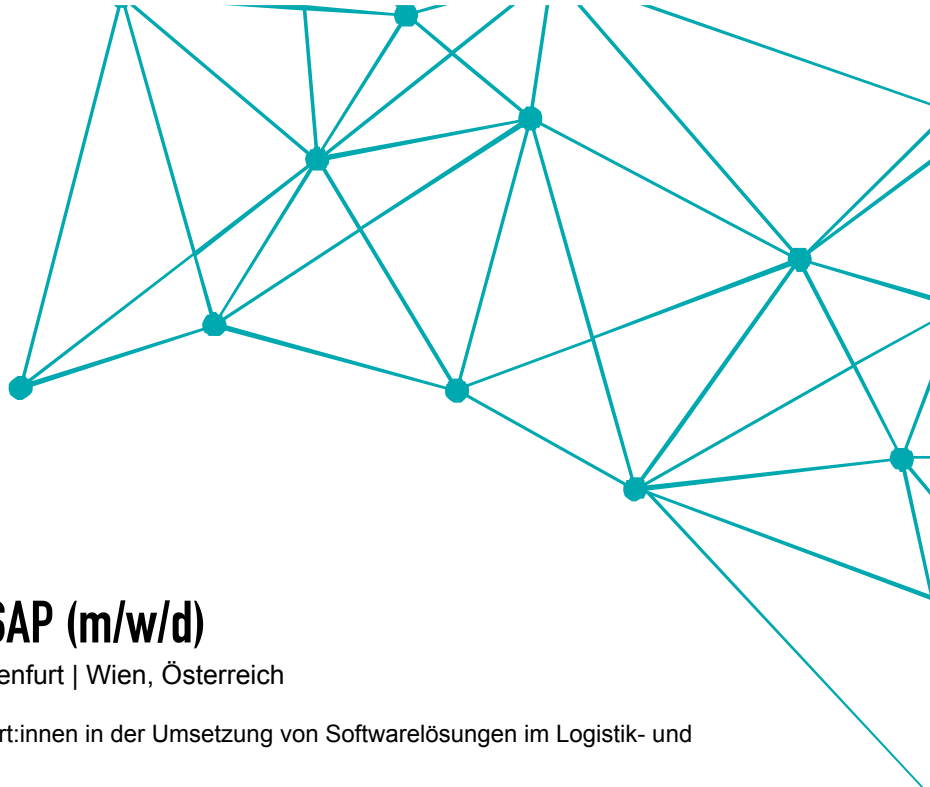 SAP (m/w/d)
enfurt | Wien, Österreich
rt:innen in der Umsetzung von Softwarelösungen im Logistik- und